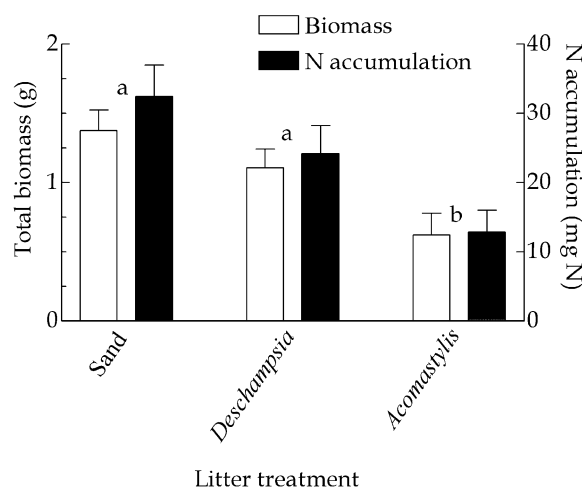 Biomass
N accumulation
Total biomass (g)
2
1
0
a
a
b
40
30
20
10
0
N accumulation (mg N)
Sand
Deschampsia
Acomastylis
Litter treatment